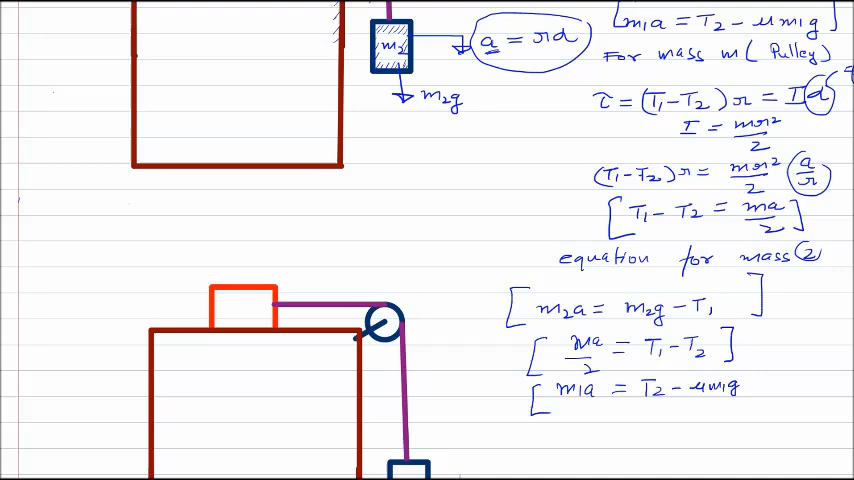 [m1a = T2 - μm1g]
For mass m (Pulley)
τ = (T1 - T2) r = Iα
I = mr²/2
(T1 - T2) r = mr²/2 (a/r)
[T1 - T2 = ma/2]
equation for mass (2)
[m2a = m2g - T1]
[ma/2 = T1 - T2]
[m1a = T2 - μm1g
m2
a = rα
m2g